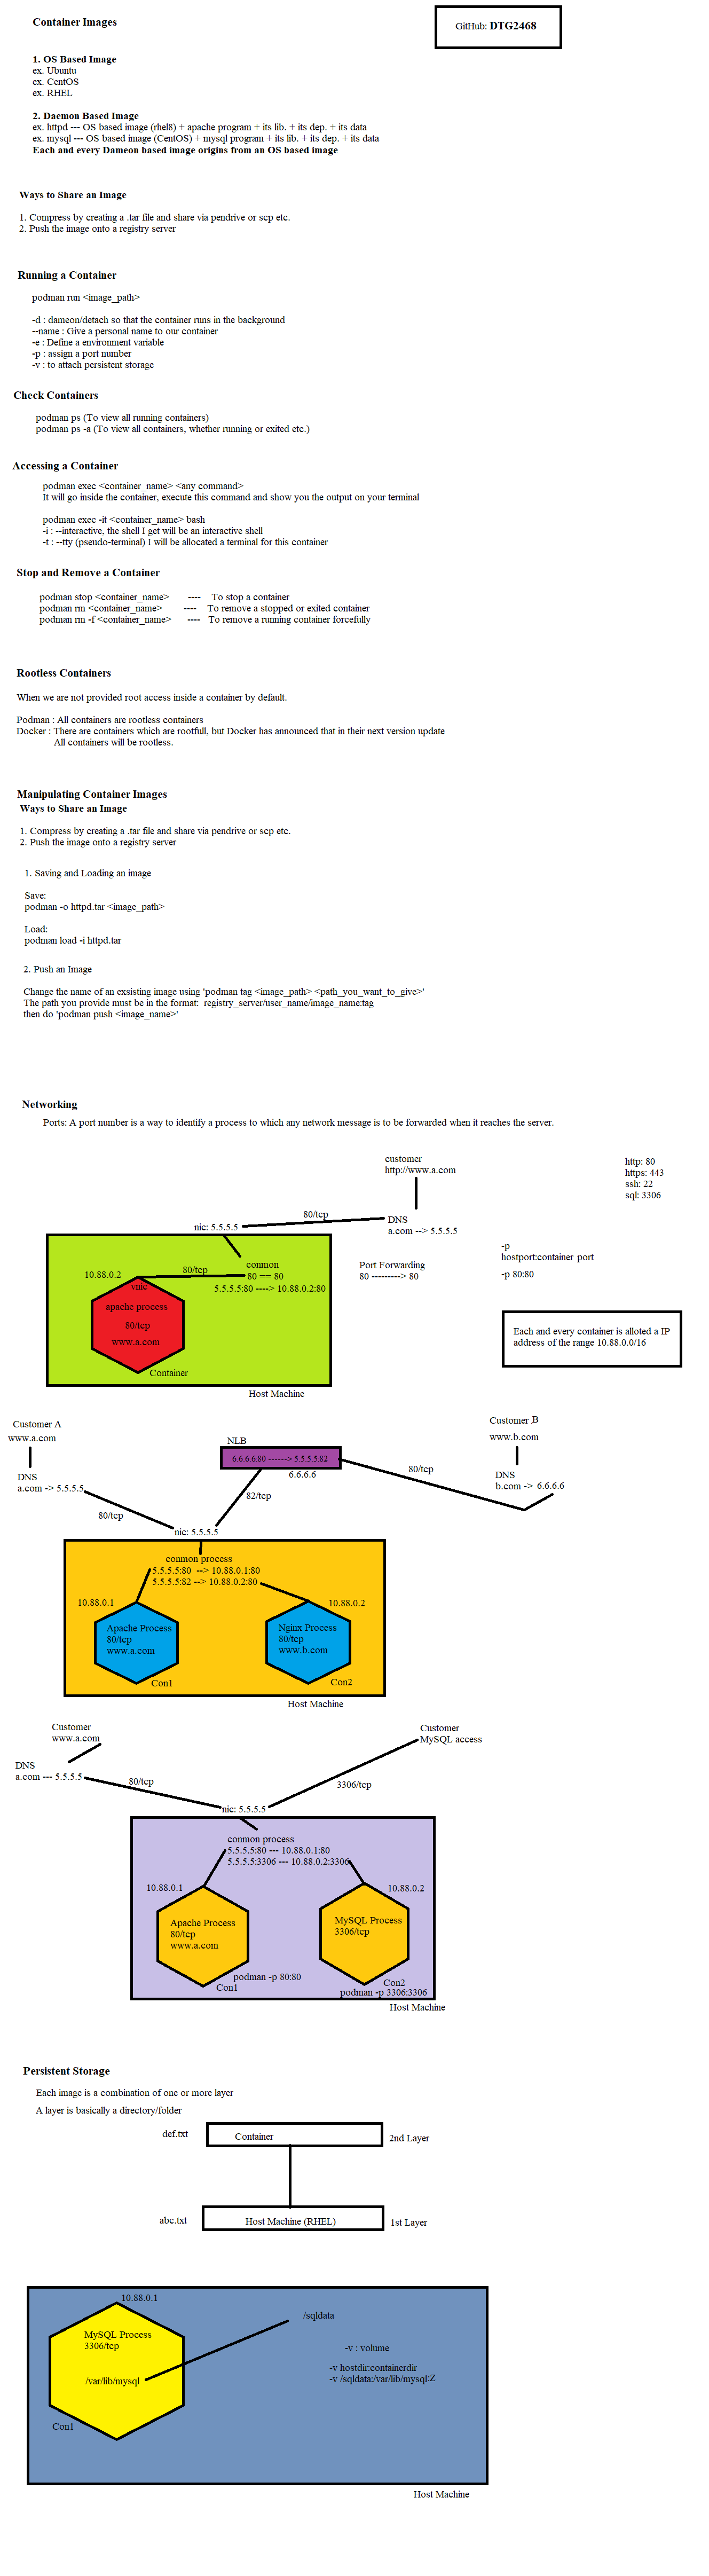 Container Images
GitHub: DTG2468
1. OS Based Image
ex. Ubuntu
ex. CentOS
ex. RHEL
2. Daemon Based Image
ex. httpd --- OS based image (rhel8) + apache program + its lib. + its dep. + its data
ex. mysql --- OS based image (CentOS) + mysql program + its lib. + its dep. + its data
Each and every Dameon based image origins from an OS based image
Ways to Share an Image
1. Compress by creating a .tar file and share via pendrive or scp etc.
2. Push the image onto a registry server
Running a Container
podman run <image_path>
-d : dameon/detach so that the container runs in the background
--name : Give a personal name to our container
-e : Define a environment variable
-p : assign a port number
-v : to attach persistent storage
Check Containers
podman ps (To view all running containers)
podman ps -a (To view all containers, whether running or exited etc.)
Accessing a Container
podman exec <container_name> <any command>
It will go inside the container, execute this command and show you the output on your terminal
podman exec -it <container_name> bash
-i : --interactive, the shell I get will be an interactive shell
-t : --tty (pseudo-terminal) I will be allocated a terminal for this container
Stop and Remove a Container
podman stop <container_name> ---- To stop a container
podman rm <container_name> ---- To remove a stopped or exited container
podman rm -f <container_name> ---- To remove a running container forcefully
Rootless Containers
When we are not provided root access inside a container by default.
Podman : All containers are rootless containers
Docker : There are containers which are rootfull, but Docker has announced that in their next version update
All containers will be rootless.
Manipulating Container Images
Ways to Share an Image
1. Compress by creating a .tar file and share via pendrive or scp etc.
2. Push the image onto a registry server
1. Saving and Loading an image
Save:
podman -o httpd.tar <image_path>
Load:
podman load -i httpd.tar
2. Push an Image
Change the name of an exsisting image using 'podman tag <image_path> <path_you_want_to_give>'
The path you provide must be in the format: registry_server/user_name/image_name:tag
then do 'podman push <image_name>'
Networking
Ports: A port number is a way to identify a process to which any network message is to be forwarded when it reaches the server.
customer
http://www.a.com
http: 80
https: 443
ssh: 22
sql: 3306
80/tcp
DNS
a.com --> 5.5.5.5
nic: 5.5.5.5
-p
hostport:container port
-p 80:80
Port Forwarding
80 ---------> 80
conmon
80 == 80
5.5.5.5:80 ----> 10.88.0.2:80
80/tcp
10.88.0.2
vnic
apache process
80/tcp
www.a.com
Container
Host Machine
Each and every container is alloted a IP
address of the range 10.88.0.0/16
Customer A
www.a.com
DNS
a.com -> 5.5.5.5
80/tcp
NLB
6.6.6.6:80 ------> 5.5.5.5:82
6.6.6.6
82/tcp
80/tcp
Customer B
www.b.com
DNS
b.com -> 6.6.6.6
nic: 5.5.5.5
conmon process
5.5.5.5:80 --> 10.88.0.1:80
5.5.5.5:82 --> 10.88.0.2:80
10.88.0.1
Apache Process
80/tcp
www.a.com
Con1
10.88.0.2
Nginx Process
80/tcp
www.b.com
Con2
Host Machine
Customer
www.a.com
DNS
a.com --- 5.5.5.5
80/tcp
Customer
MySQL access
3306/tcp
nic: 5.5.5.5
conmon process
5.5.5.5:80 --- 10.88.0.1:80
5.5.5.5:3306 --- 10.88.0.2:3306
10.88.0.1
Apache Process
80/tcp
www.a.com
podman -p 80:80
Con1
10.88.0.2
MySQL Process
3306/tcp
Con2
podman -p 3306:3306
Host Machine
Persistent Storage
Each image is a combination of one or more layer
A layer is basically a directory/folder
def.txt
Container
2nd Layer
abc.txt
Host Machine (RHEL)
1st Layer
10.88.0.1
MySQL Process
3306/tcp
/var/lib/mysql
Con1
/sqldata
-v : volume
-v hostdir:containerdir
-v /sqldata:/var/lib/mysql:Z
Host Machine